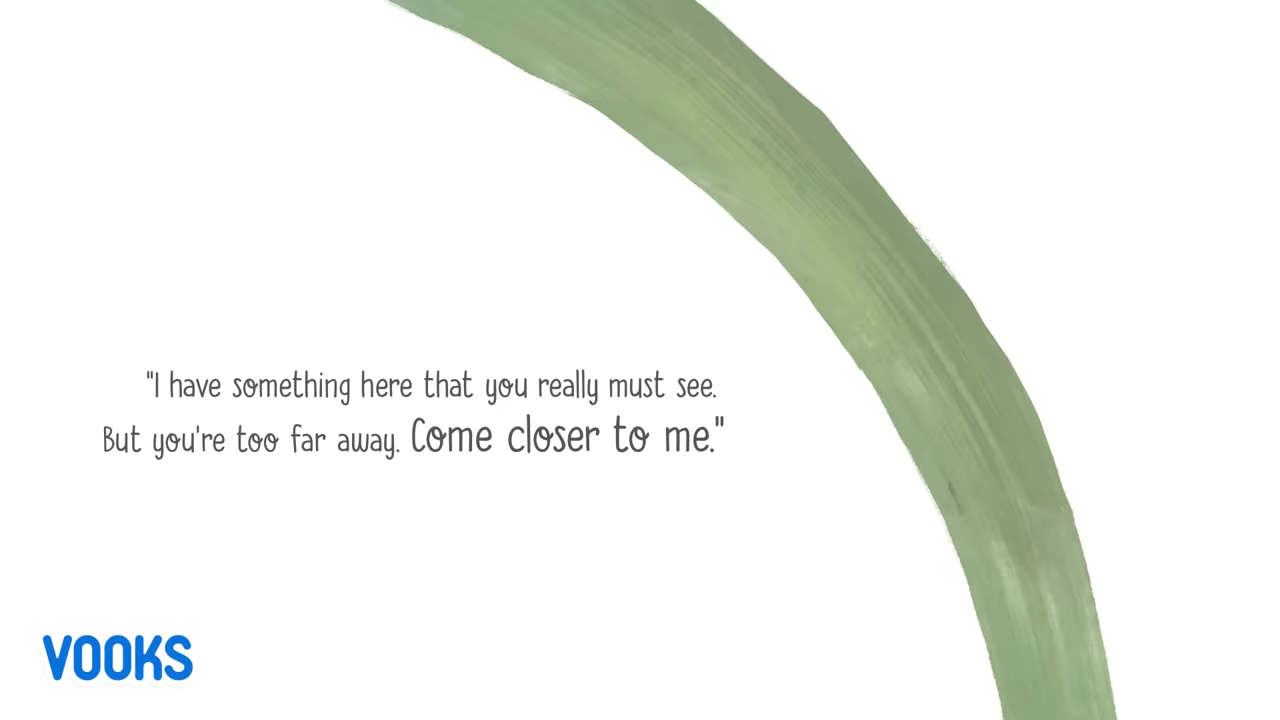 "I have something here that you really must see.
But you're too far away. Come closer to me."
VOOKS